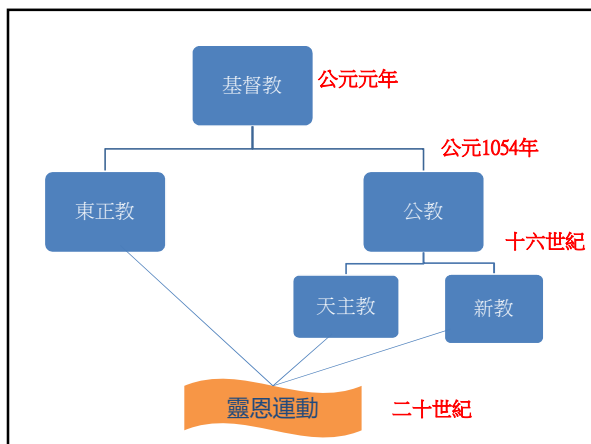 基督教
公元元年
公元1054年
東正教
公教
十六世紀
天主教
新教
靈恩運動
二十世紀